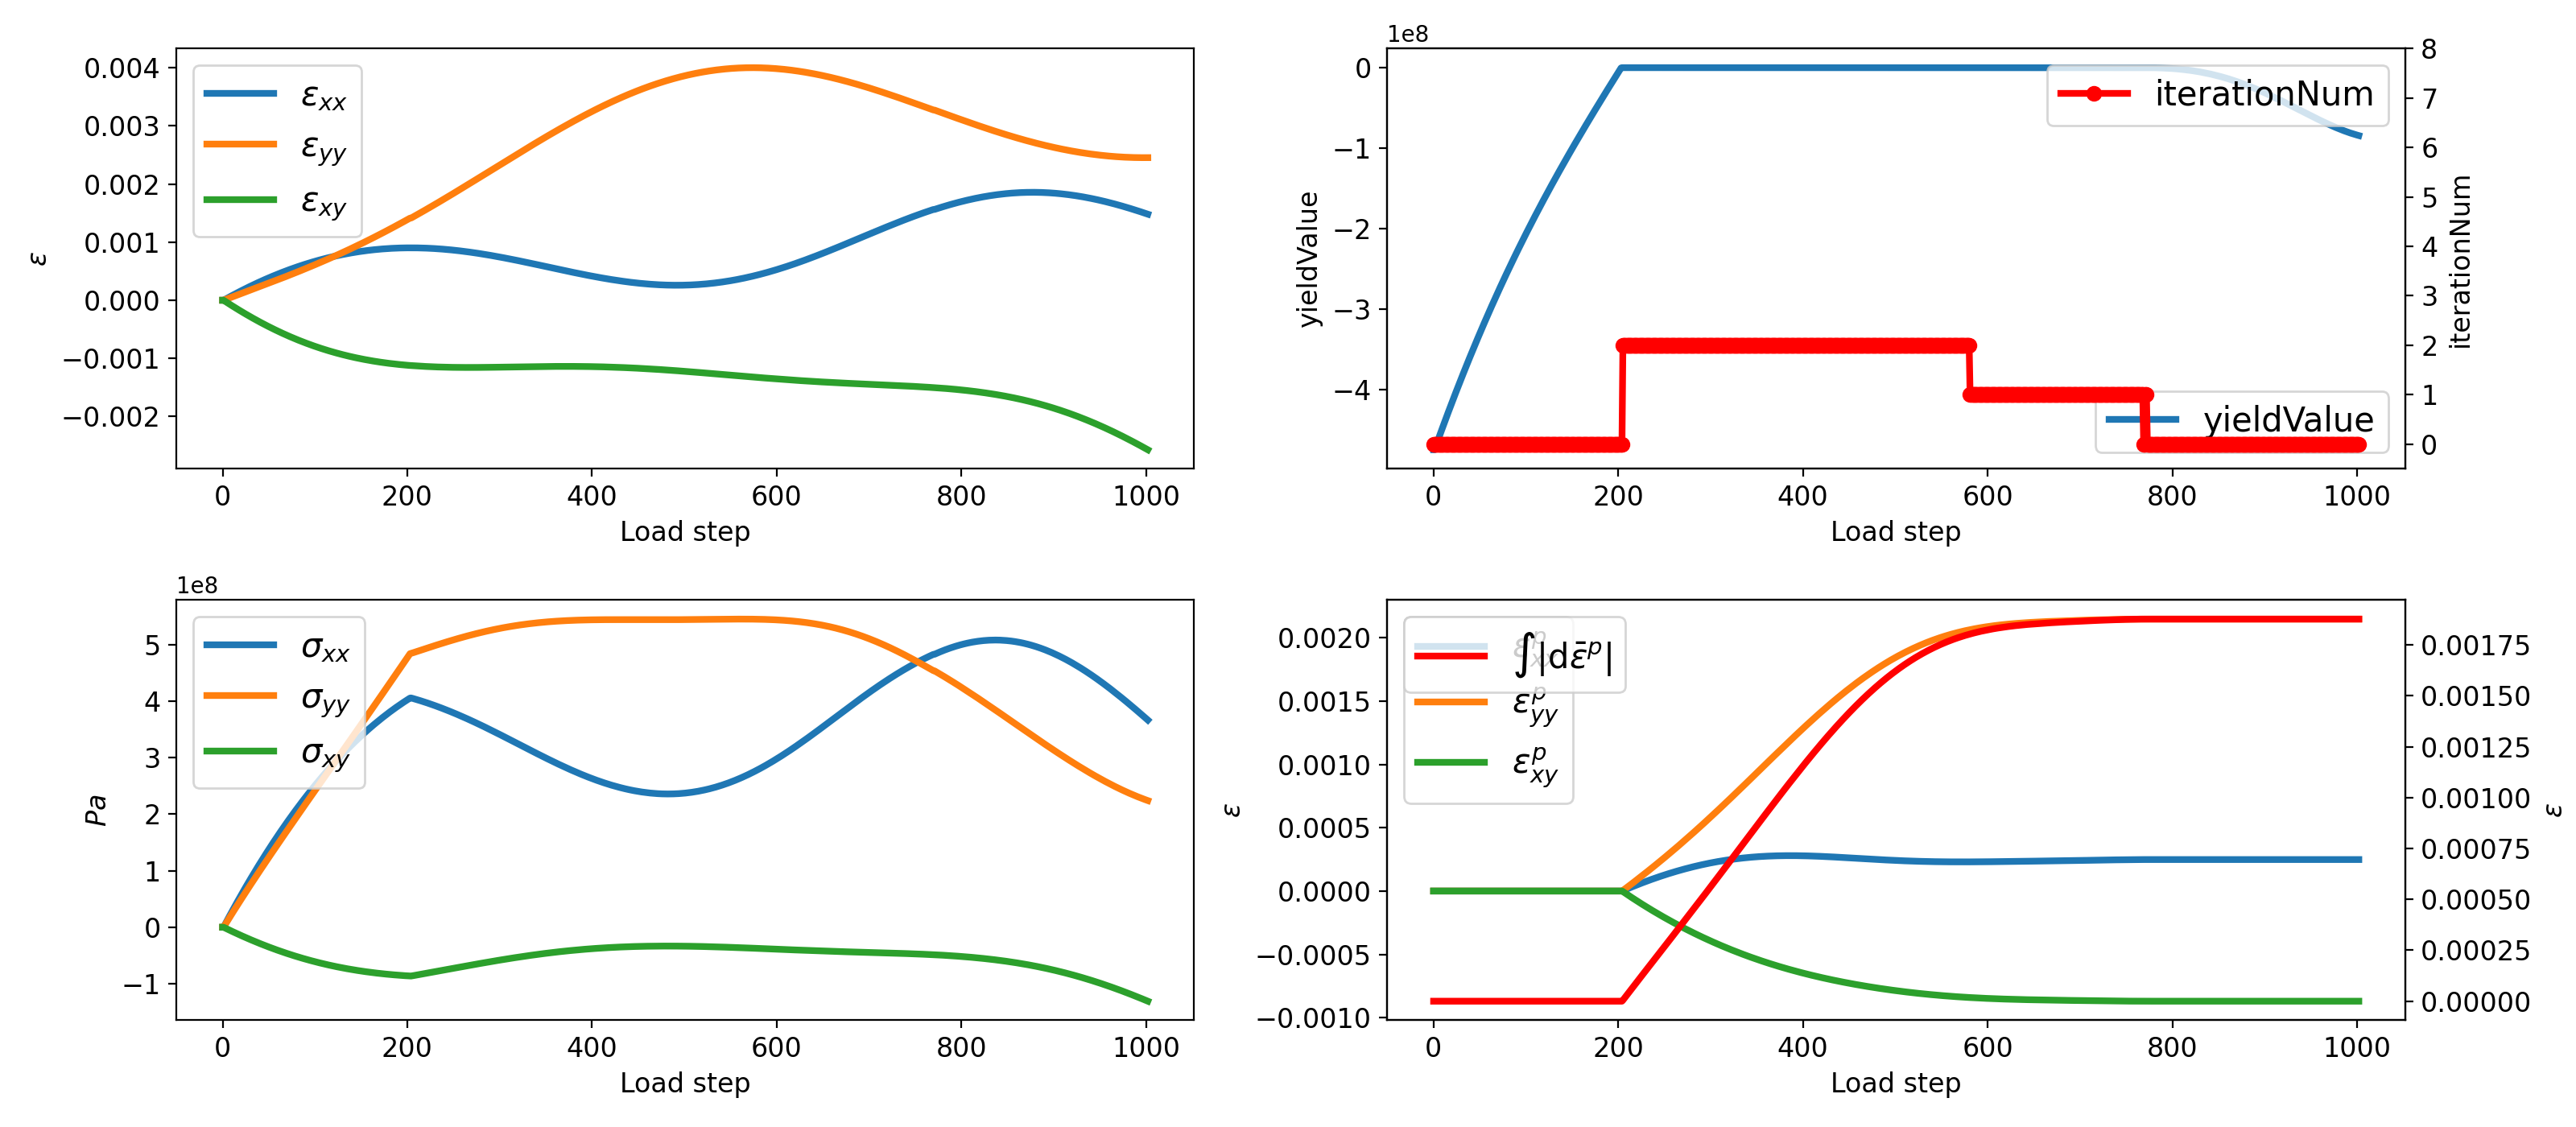 0.004
0.003
0.002
0.001
0.000
−0.001
−0.002
ε
εxx
εyy
εxy
0 200 400 600 800 1000
Load step
1e8
0
−1
−2
−3
−4
yieldValue
iterationNum
yieldValue
8
7
6
5
4
3
2
1
0
iterationNum
0 200 400 600 800 1000
Load step
1e8
5
4
3
2
1
0
−1
Pa
σxx
σyy
σxy
0 200 400 600 800 1000
Load step
0.0020
0.0015
0.0010
0.0005
0.0000
−0.0005
−0.0010
ε
ε^p_xx
∫|dε̄^p|
ε^p_yy
ε^p_xy
0.00175
0.00150
0.00125
0.00100
0.00075
0.00050
0.00025
0.00000
ε
0 200 400 600 800 1000
Load step